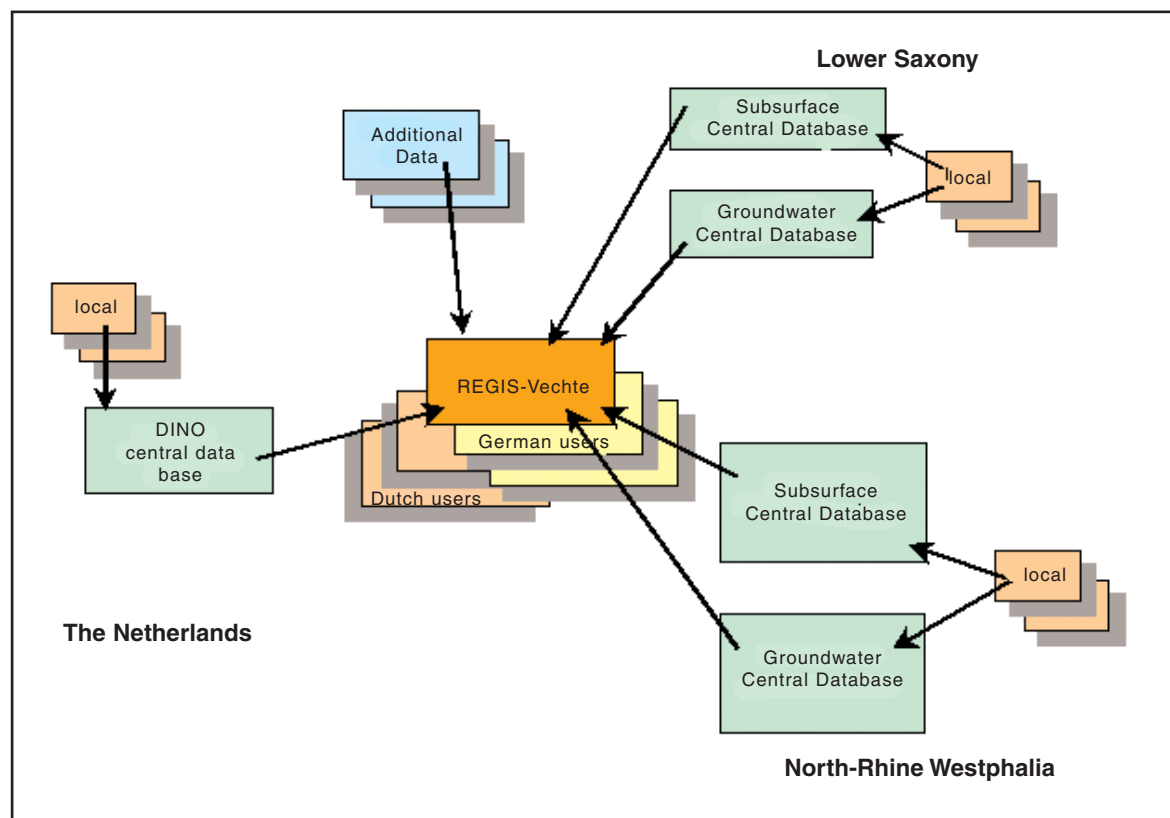 Lower Saxony
Additional
Data
Subsurface
Central Database
local
Groundwater
Central Database
local
DINO
central data
base
REGIS-Vechte
German users
Dutch users
Subsurface
Central Database
local
Groundwater
Central Database
The Netherlands
North-Rhine Westphalia